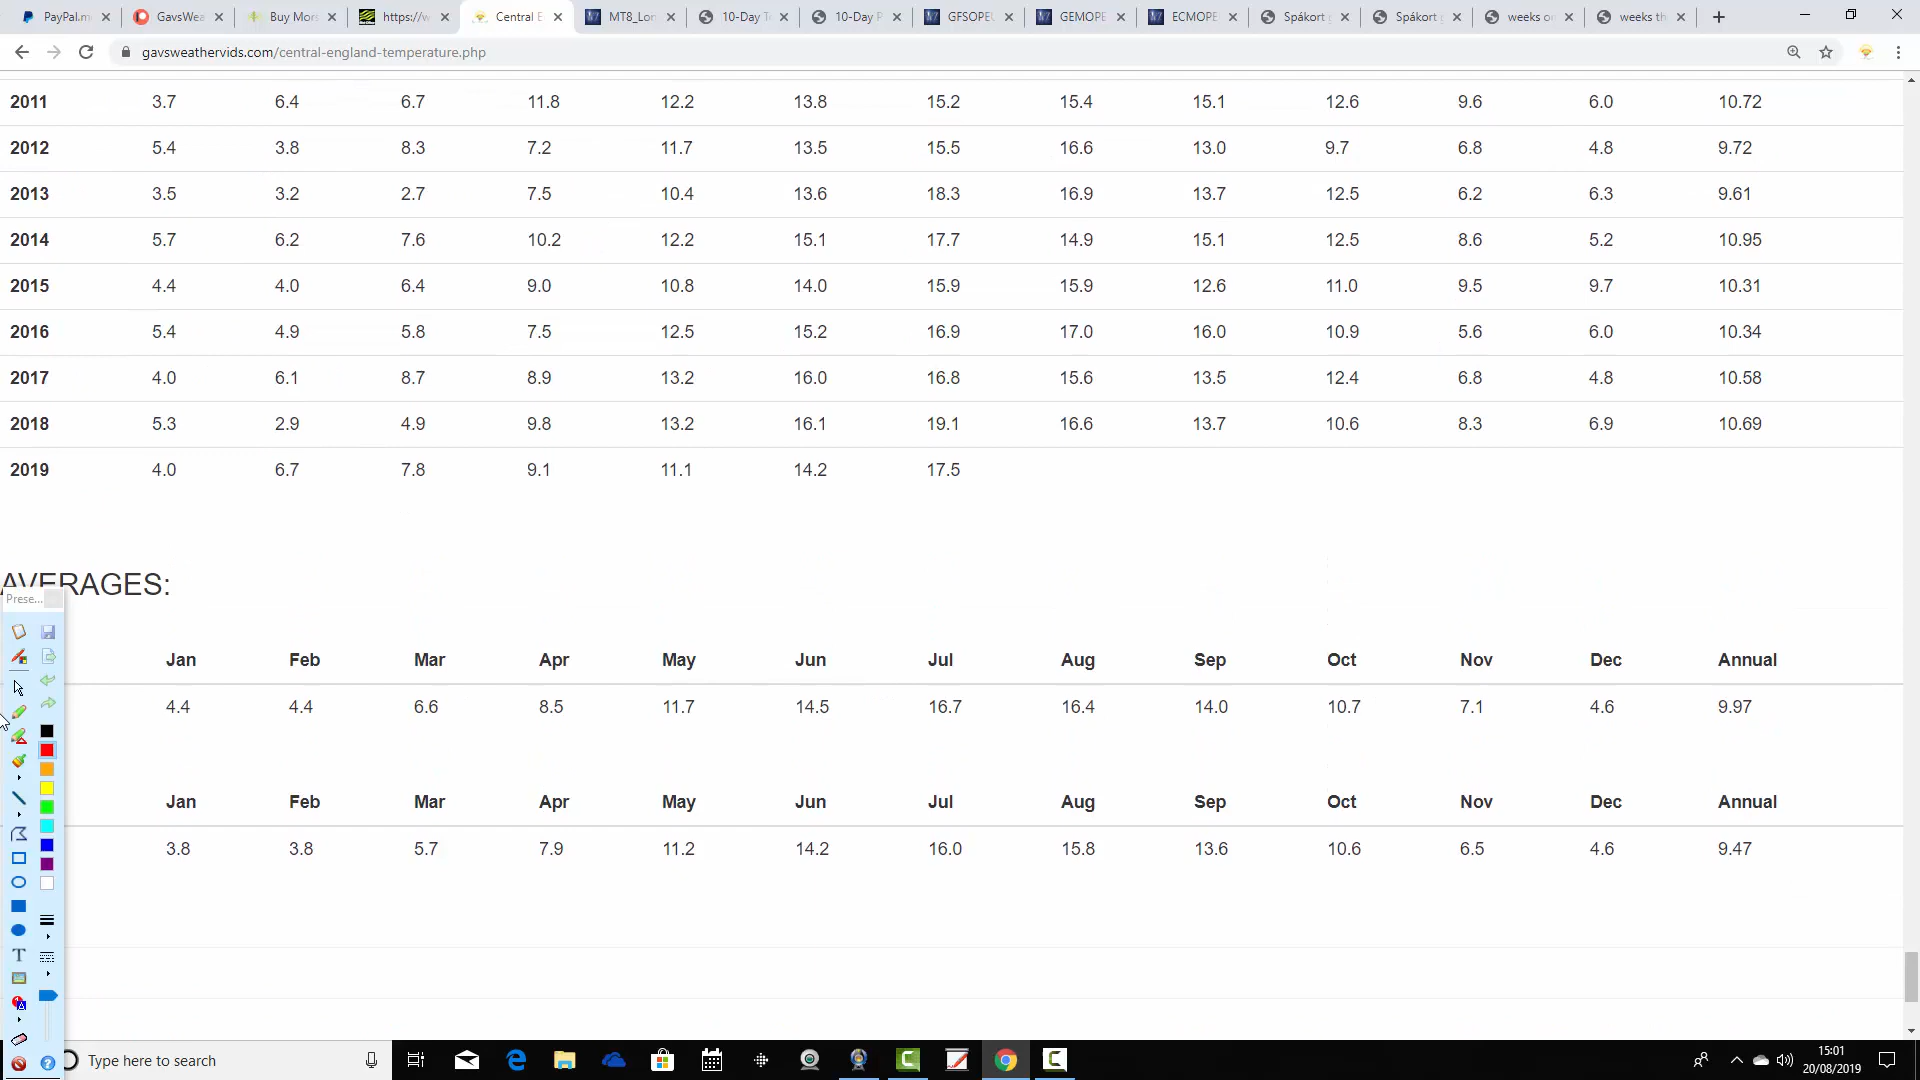 PayPal.m GavsWea Buy Mors https://w Central E MT8_Lon 10-Day T 10-Day P GFSOPEU GEMOPE ECMOPE Spákort Spákort weeks o weeks th
gavsweathervids.com/central-england-temperature.php
2011 3.7 6.4 6.7 11.8 12.2 13.8 15.2 15.4 15.1 12.6 9.6 6.0 10.72
2012 5.4 3.8 8.3 7.2 11.7 13.5 15.5 16.6 13.0 9.7 6.8 4.8 9.72
2013 3.5 3.2 2.7 7.5 10.4 13.6 18.3 16.9 13.7 12.5 6.2 6.3 9.61
2014 5.7 6.2 7.6 10.2 12.2 15.1 17.7 14.9 15.1 12.5 8.6 5.2 10.95
2015 4.4 4.0 6.4 9.0 10.8 14.0 15.9 15.9 12.6 11.0 9.5 9.7 10.31
2016 5.4 4.9 5.8 7.5 12.5 15.2 16.9 17.0 16.0 10.9 5.6 6.0 10.34
2017 4.0 6.1 8.7 8.9 13.2 16.0 16.8 15.6 13.5 12.4 6.8 4.8 10.58
2018 5.3 2.9 4.9 9.8 13.2 16.1 19.1 16.6 13.7 10.6 8.3 6.9 10.69
2019 4.0 6.7 7.8 9.1 11.1 14.2 17.5
AVERAGES:
Prese...
Jan Feb Mar Apr May Jun Jul Aug Sep Oct Nov Dec Annual
4.4 4.4 6.6 8.5 11.7 14.5 16.7 16.4 14.0 10.7 7.1 4.6 9.97
Jan Feb Mar Apr May Jun Jul Aug Sep Oct Nov Dec Annual
3.8 3.8 5.7 7.9 11.2 14.2 16.0 15.8 13.6 10.6 6.5 4.6 9.47
Type here to search
15:01
20/08/2019